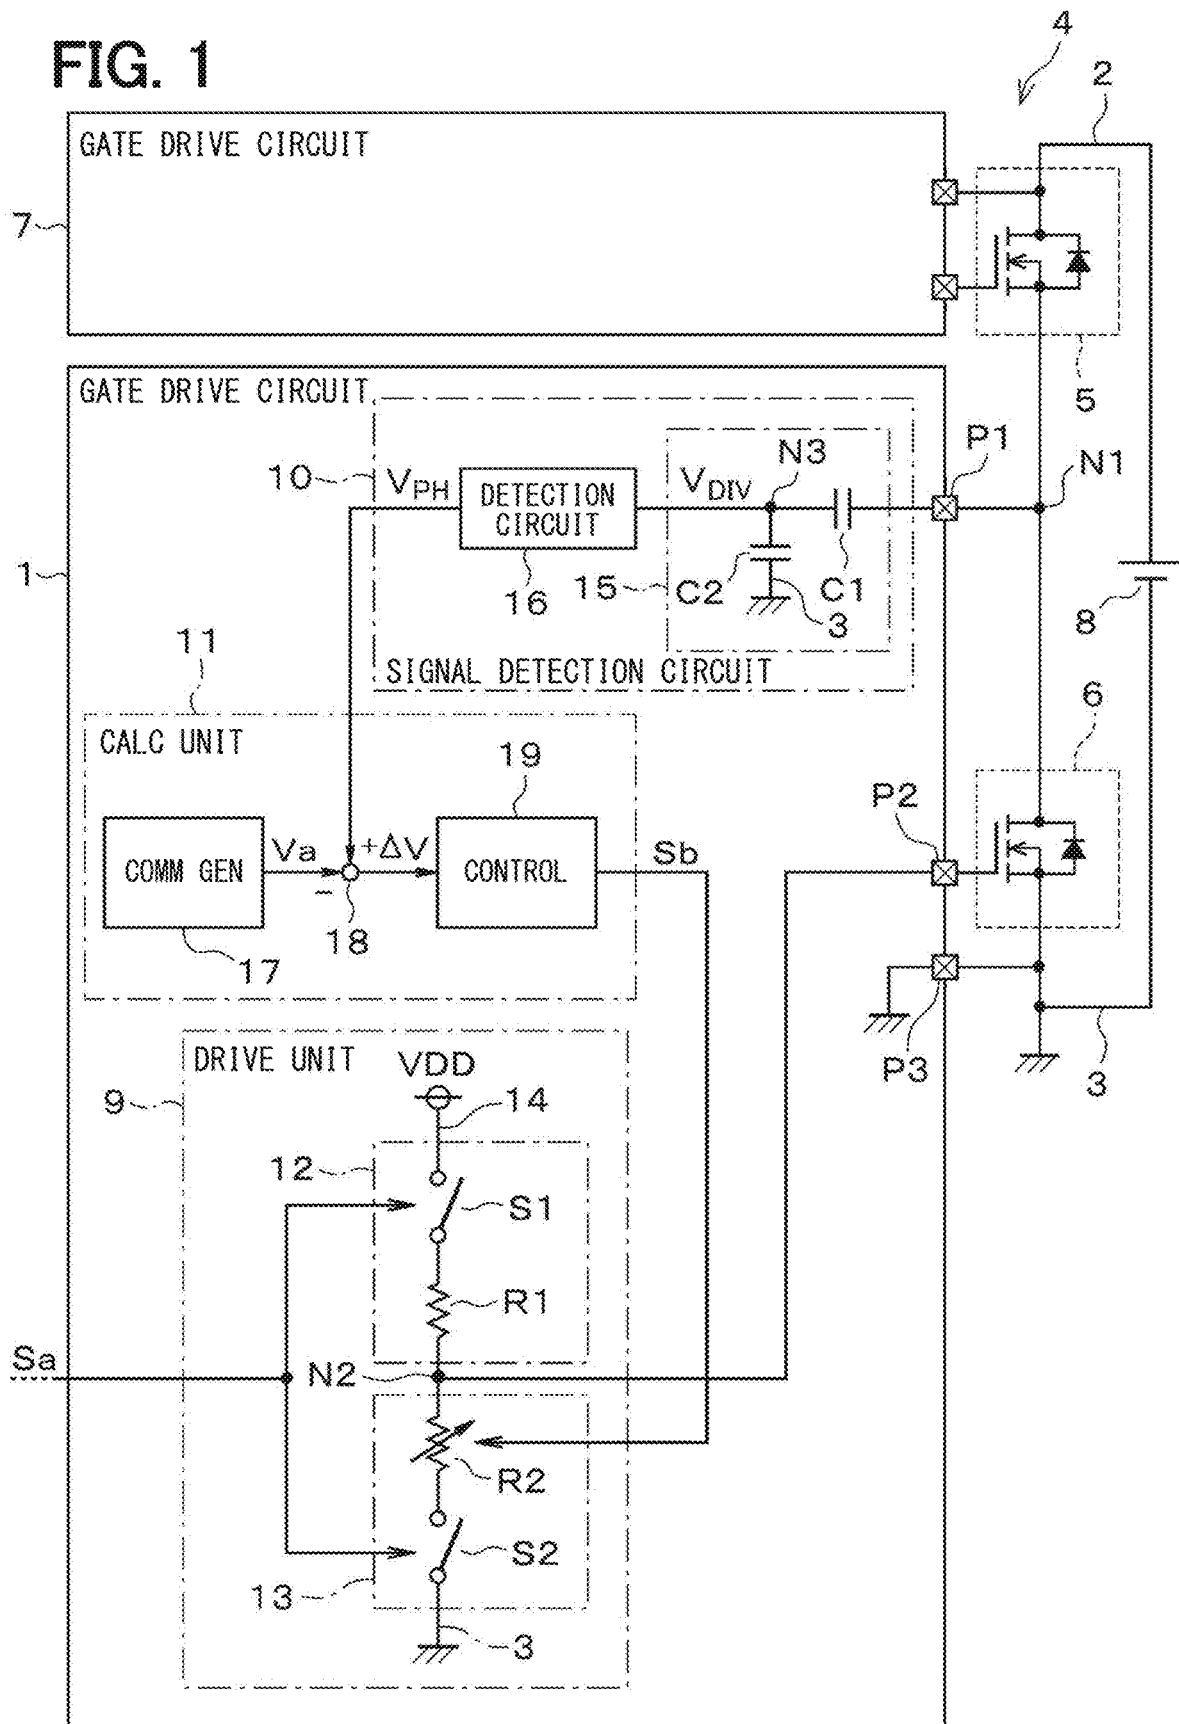 FIG. 1
4
2
GATE DRIVE CIRCUIT
7
5
GATE DRIVE CIRCUIT
P1
N3
N1
10
VPH
DETECTION
CIRCUIT
VDIV
1
16
15
C2
C1
3
8
SIGNAL DETECTION CIRCUIT
11
6
CALC UNIT
19
P2
COMM GEN
Va
+ΔV
CONTROL
Sb
−
18
17
P3
3
DRIVE UNIT
VDD
9
14
12
S1
R1
Sa
N2
R2
S2
13
3